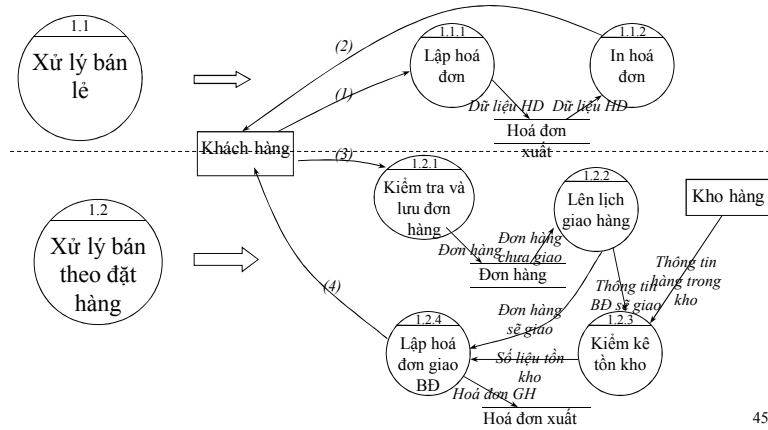 1.1
Xử lý bán
lẻ
(2)
(1)
1.1.1
Lập hoá
đơn
1.1.2
In hoá
đơn
Dữ liệu HD
Dữ liệu HD
Hoá đơn
xuất
Khách hàng
(3)
1.2
Xử lý bán
theo đặt
hàng
(4)
1.2.1
Kiểm tra và
lưu đơn
hàng
1.2.2
Lên lịch
giao hàng
Kho hàng
Đơn hàng
Đơn hàng
chưa giao
Đơn hàng
Thông tin
hàng trong
kho
Thông tin
BĐ sẽ giao
Đơn hàng
sẽ giao
1.2.4
Lập hoá
đơn giao
BĐ
1.2.3
Kiểm kê
tồn kho
Số liệu tồn
kho
Hoá đơn GH
Hoá đơn xuất
45